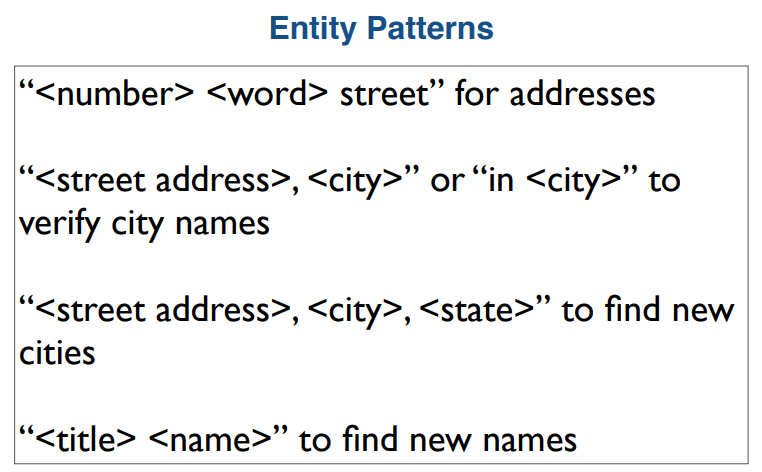 Entity Patterns
“<number> <word> street” for addresses
“<street address>, <city>” or “in <city>” to
verify city names
“<street address>, <city>, <state>” to find new
cities
“<title> <name>” to find new names